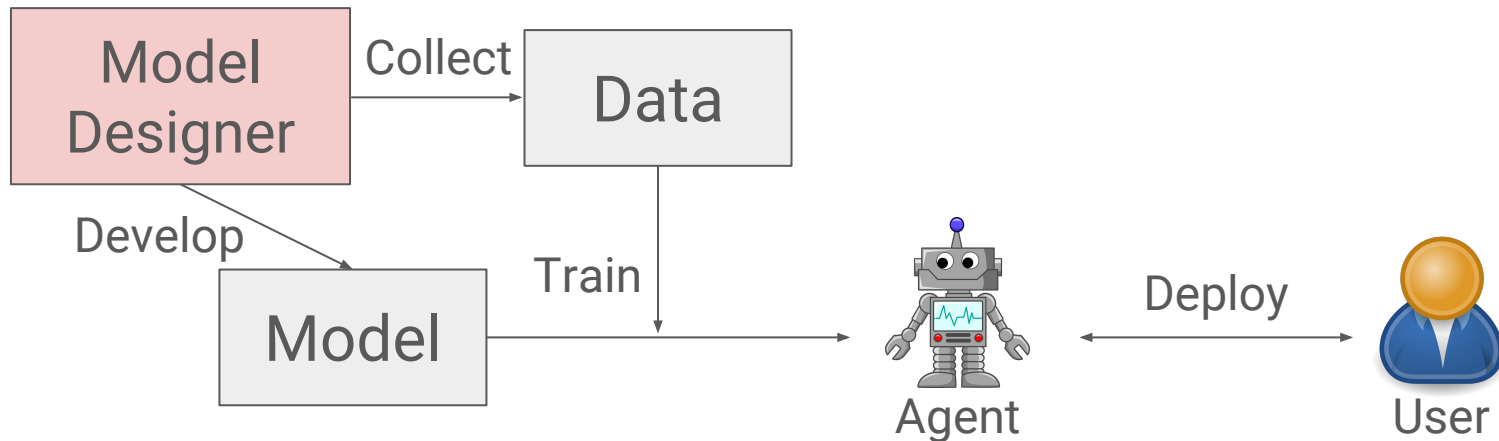 Model
Designer
Collect
Data
Develop
Train
Model
Deploy
Agent
User